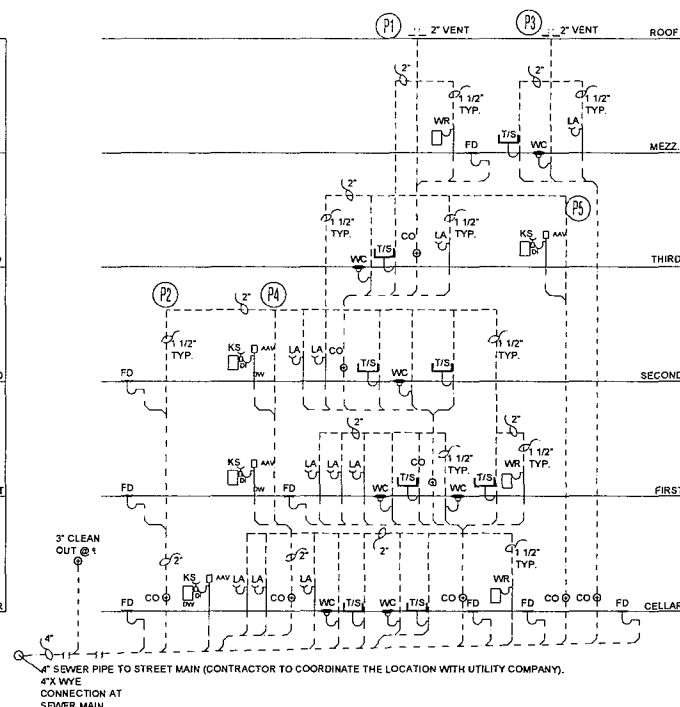 P1
2" VENT
P3
2" VENT
ROOF
2"
2"
1 1/2"
TYP.
1 1/2"
TYP.
WR
LA
T/S
WC
FD
MEZZ.
2"
P5
1 1/2"
TYP.
1 1/2"
TYP.
CO
LA
KS
AAV
DI
T/S
WC
THIRD
P2
P4
2"
1 1/2"
TYP.
1 1/2"
TYP.
KS
AAV
DI
LA
LA
CO
T/S
T/S
FD
DW
WC
SECOND
2"
2"
1 1/2"
TYP.
1 1/2"
TYP.
KS
AAV
DI
LA
LA
LA
CO
WR
T/S
T/S
FD
DW
FD
WC
WC
FIRST
3" CLEAN
OUT @
2"
2"
2"
1 1/2"
TYP.
CO
KS
AAV
DI
DW
LA
LA
CO
LA
WR
CO
CO
CO
FD
WC
T/S
WC
T/S
FD
FD
FD
CELLAR
4"
4" SEWER PIPE TO STREET MAIN (CONTRACTOR TO COORDINATE THE LOCATION WITH UTILITY COMPANY).
4"X WYE
CONNECTION AT
SEWER MAIN